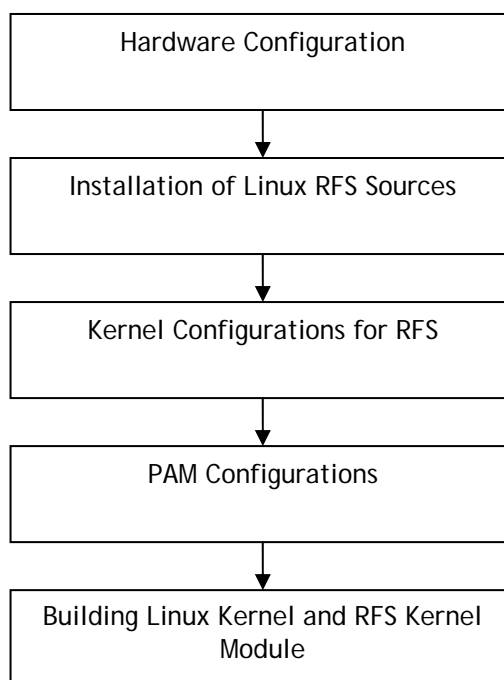 Hardware Configuration
Installation of Linux RFS Sources
Kernel Configurations for RFS
PAM Configurations
Building Linux Kernel and RFS Kernel
Module